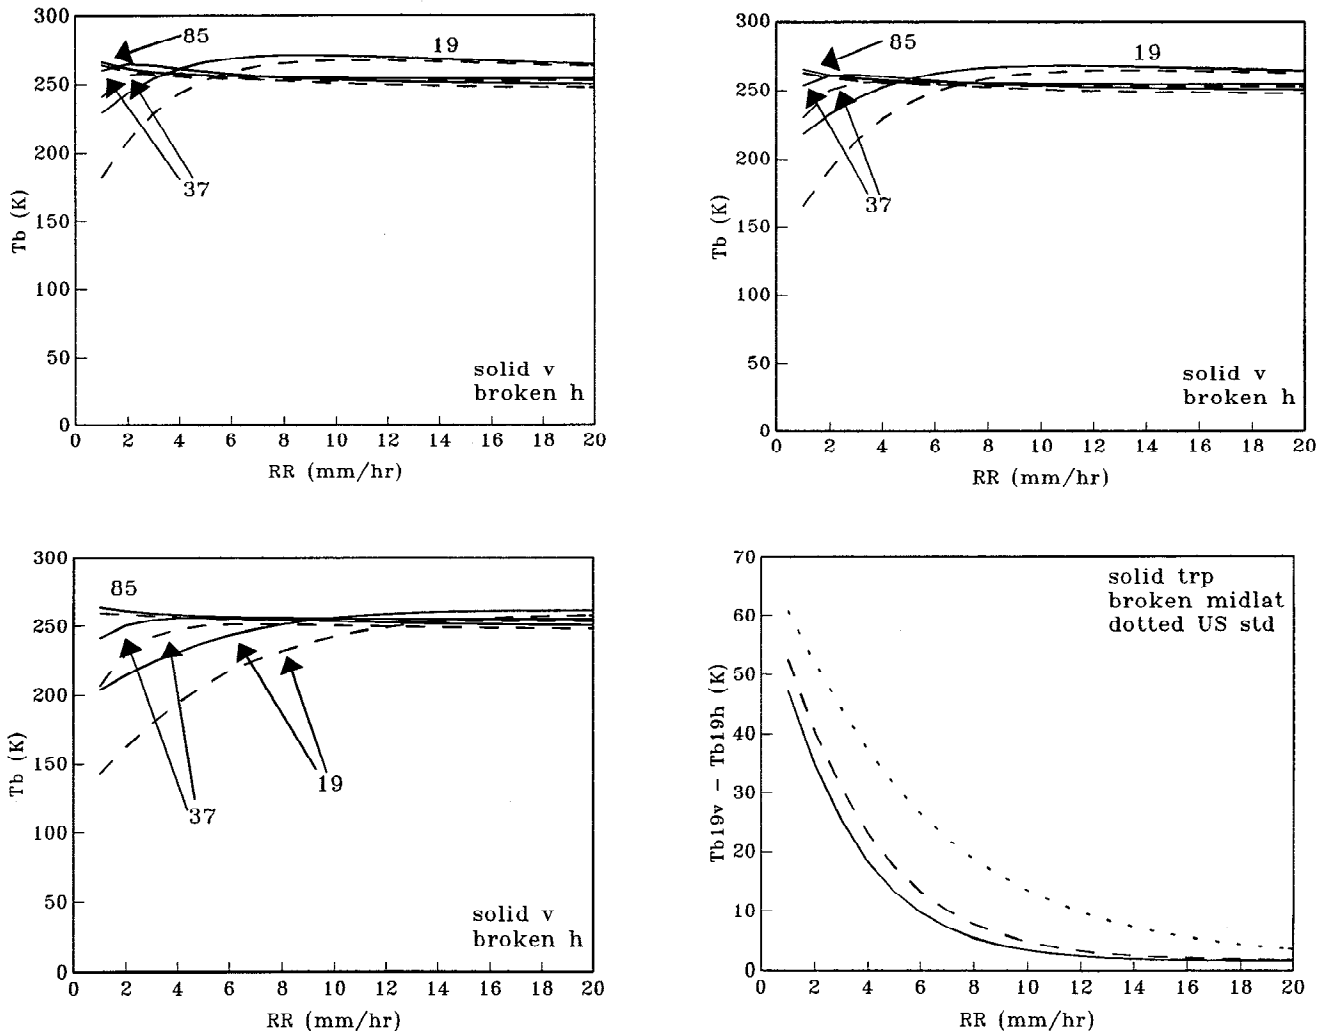 300
250
200
150
100
50
0
Tb (K)
85
19
37
solid v
broken h
0 2 4 6 8 10 12 14 16 18 20
RR (mm/hr)
300
250
200
150
100
50
0
Tb (K)
85
19
37
solid v
broken h
0 2 4 6 8 10 12 14 16 18 20
RR (mm/hr)
300
250
200
150
100
50
0
Tb (K)
85
19
37
solid v
broken h
0 2 4 6 8 10 12 14 16 18 20
RR (mm/hr)
70
60
50
40
30
20
10
0
Tb19v - Tb19h (K)
solid trp
broken midlat
dotted US std
0 2 4 6 8 10 12 14 16 18 20
RR (mm/hr)